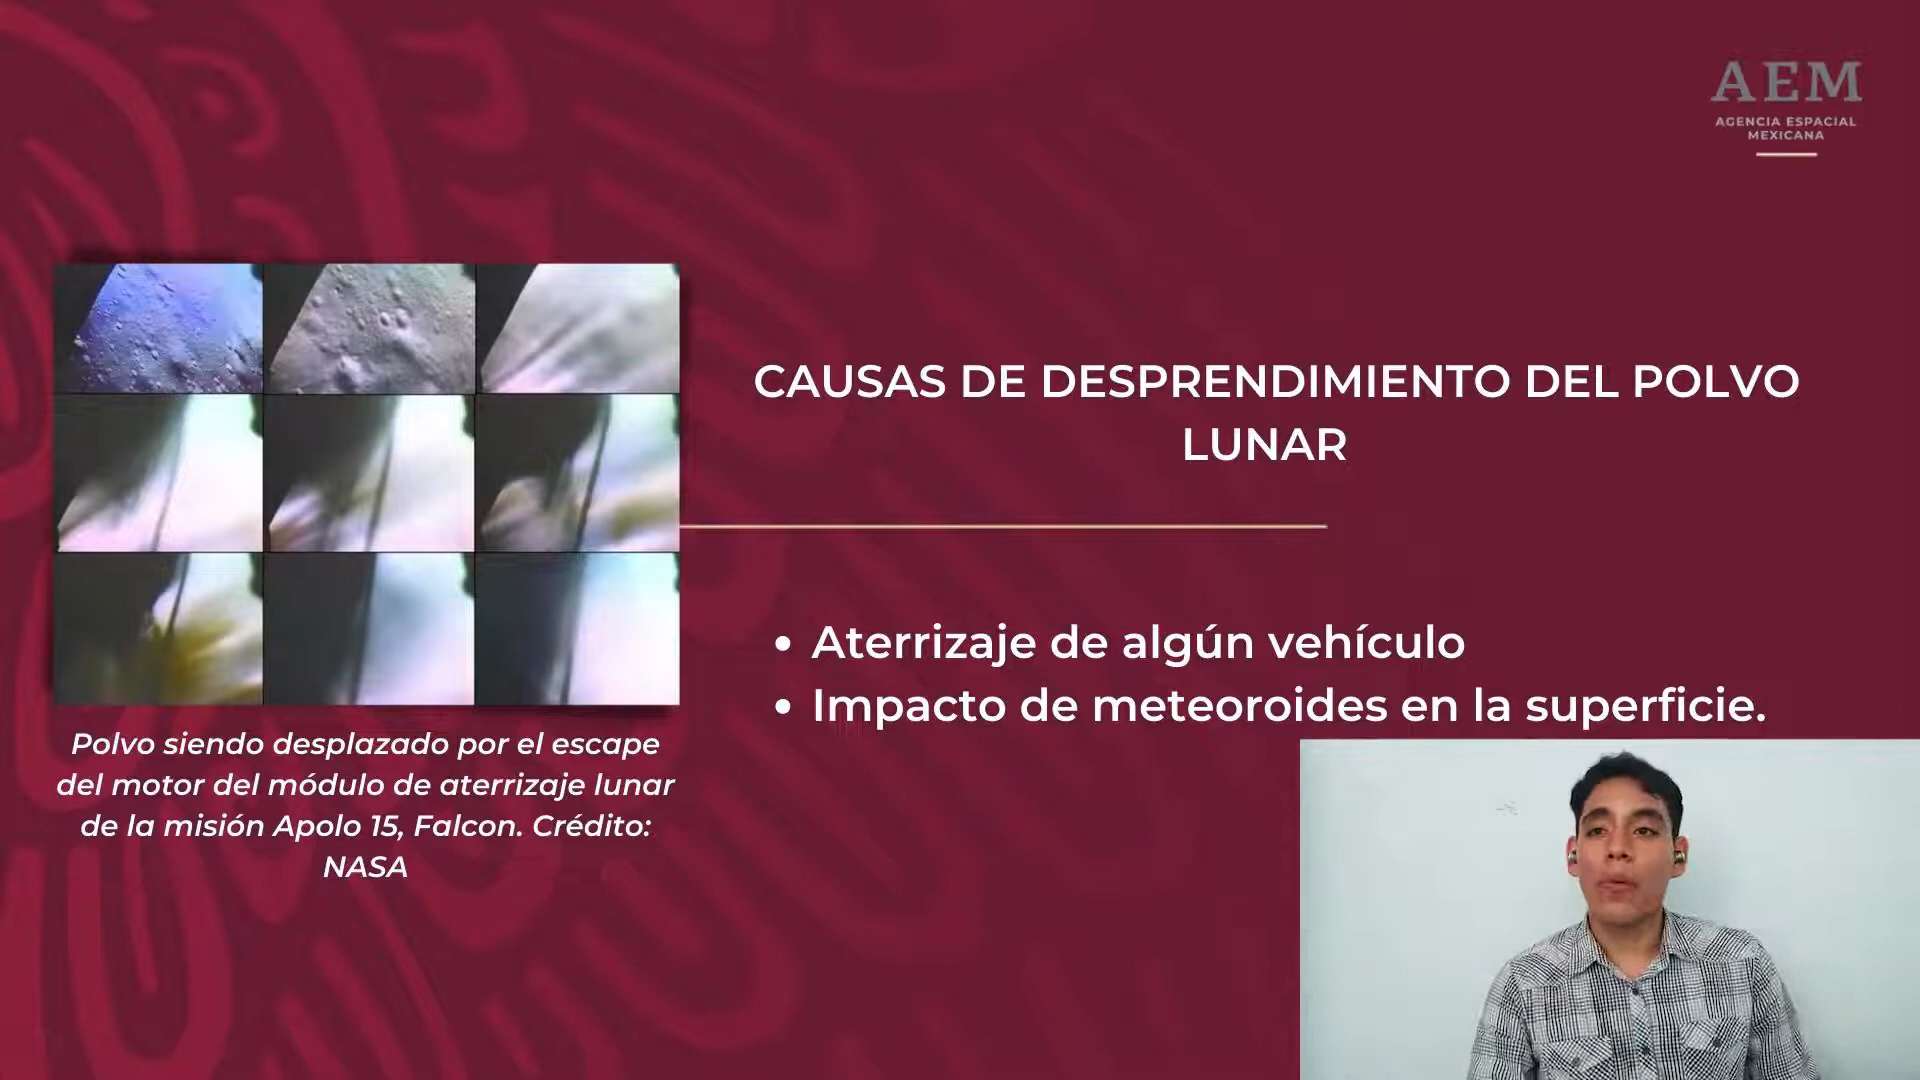 AEM
AGENCIA ESPACIAL
MEXICANA
CAUSAS DE DESPRENDIMIENTO DEL POLVO
LUNAR
• Aterrizaje de algún vehículo
• Impacto de meteoroides en la superficie.
Polvo siendo desplazado por el escape
del motor del módulo de aterrizaje lunar
de la misión Apolo 15, Falcon. Crédito:
NASA